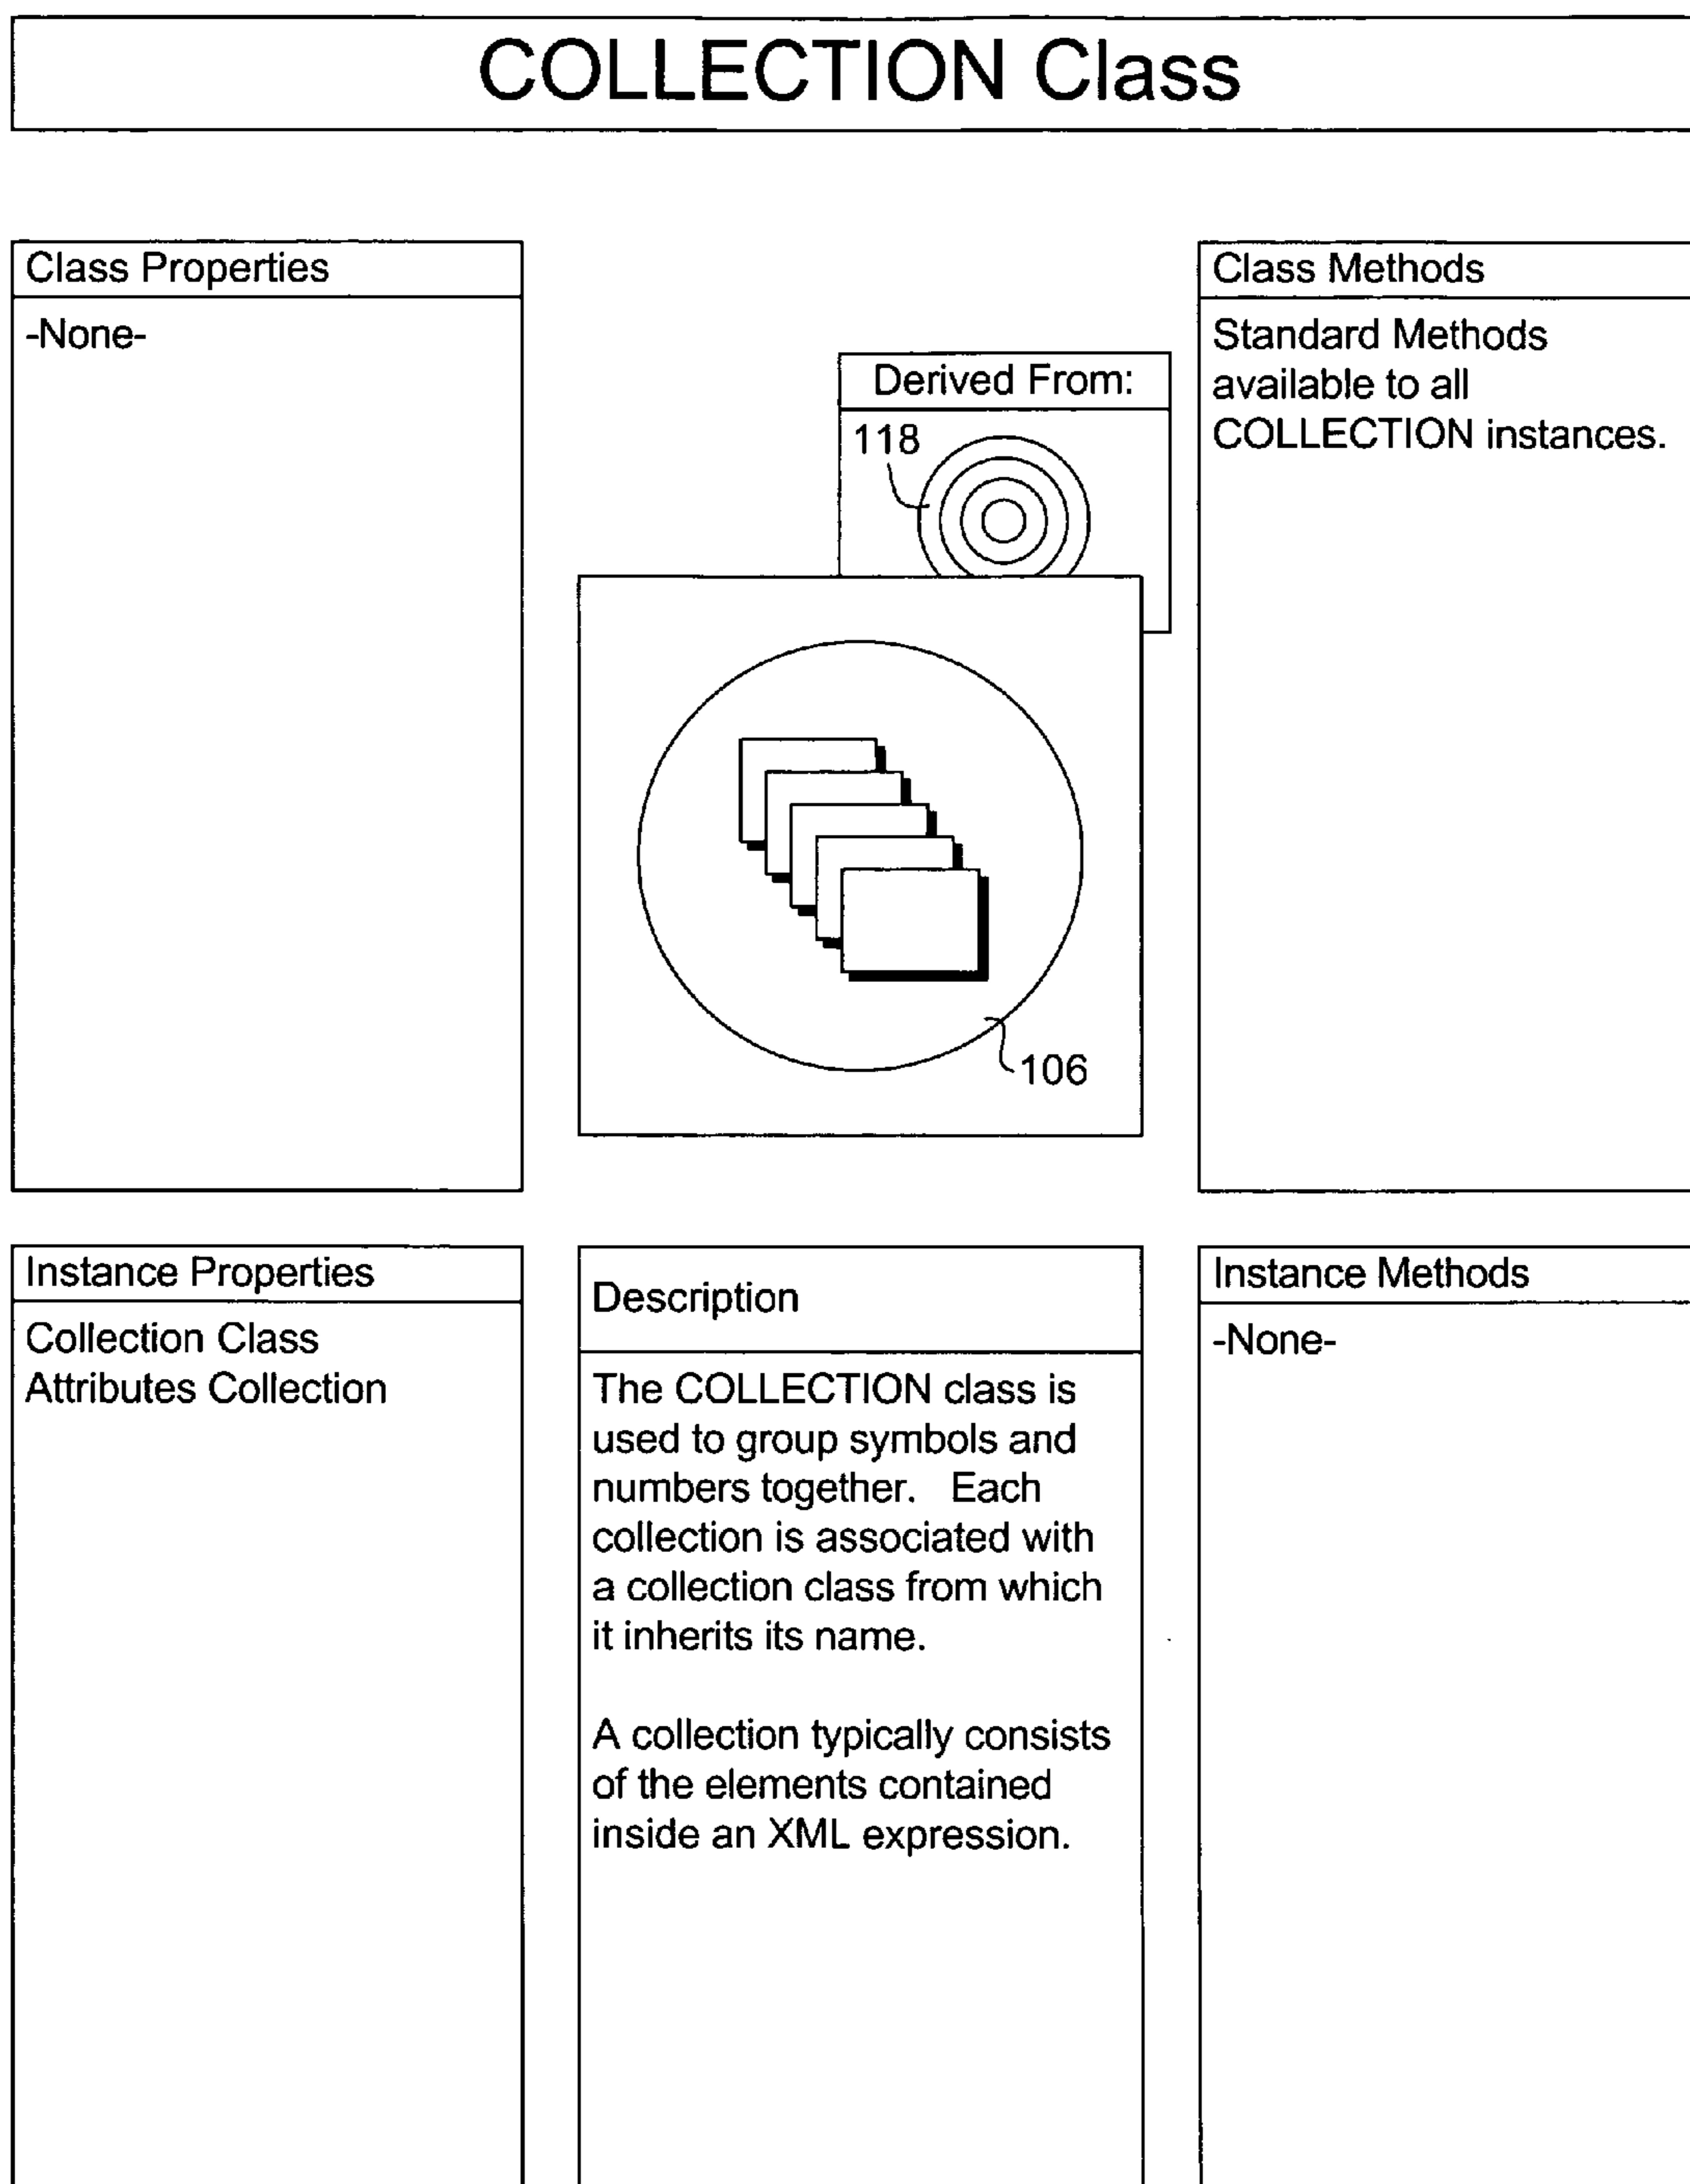 COLLECTION Class
Class Properties
-None-
Derived From:
118
106
Class Methods
Standard Methods
available to all
COLLECTION instances.
Instance Properties
Collection Class
Attributes Collection
Description
The COLLECTION class is
used to group symbols and
numbers together. Each
collection is associated with
a collection class from which
it inherits its name.
A collection typically consists
of the elements contained
inside an XML expression.
Instance Methods
-None-